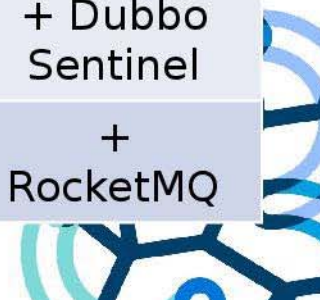 + Dubbo
Sentinel
+
RocketMQ